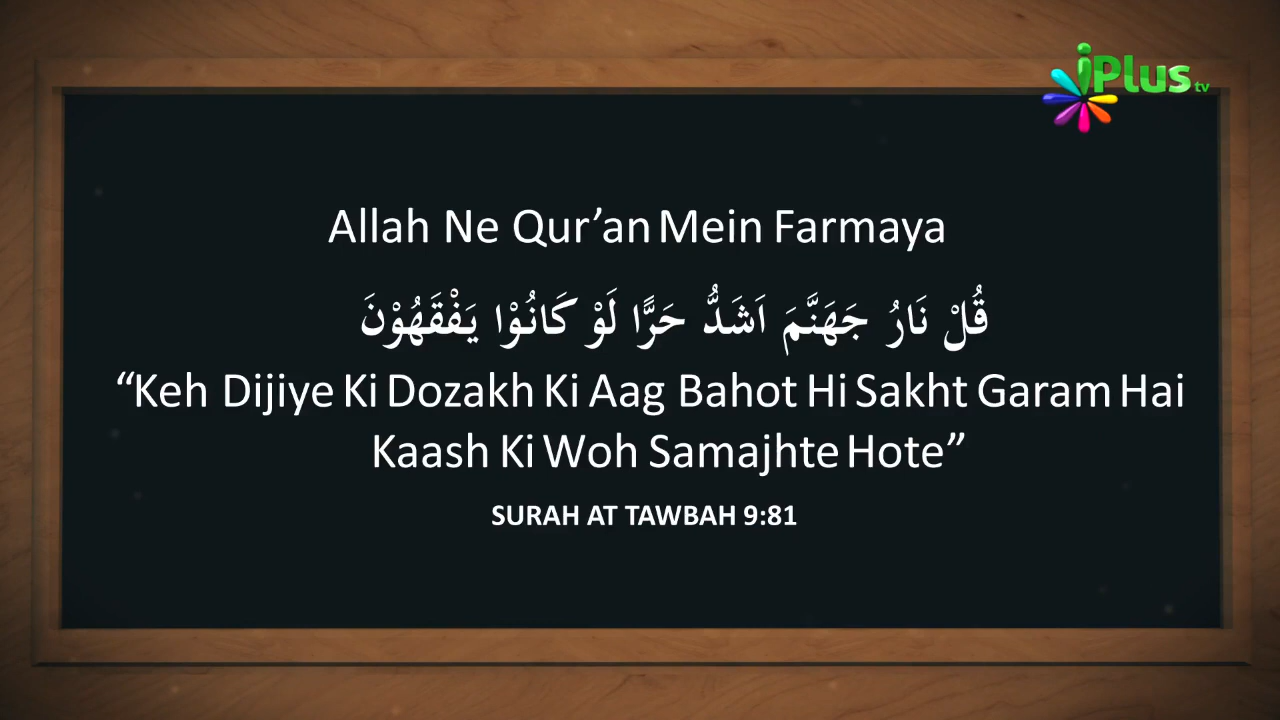 iPlus tv
Allah Ne Qur’an Mein Farmaya
قُلْ نَارُ جَهَنَّمَ اَشَدُّ حَرًّا لَوْ كَانُوْا يَفْقَهُوْنَ
“Keh Dijiye Ki Dozakh Ki Aag Bahot Hi Sakht Garam Hai
Kaash Ki Woh Samajhte Hote”
SURAH AT TAWBAH 9:81